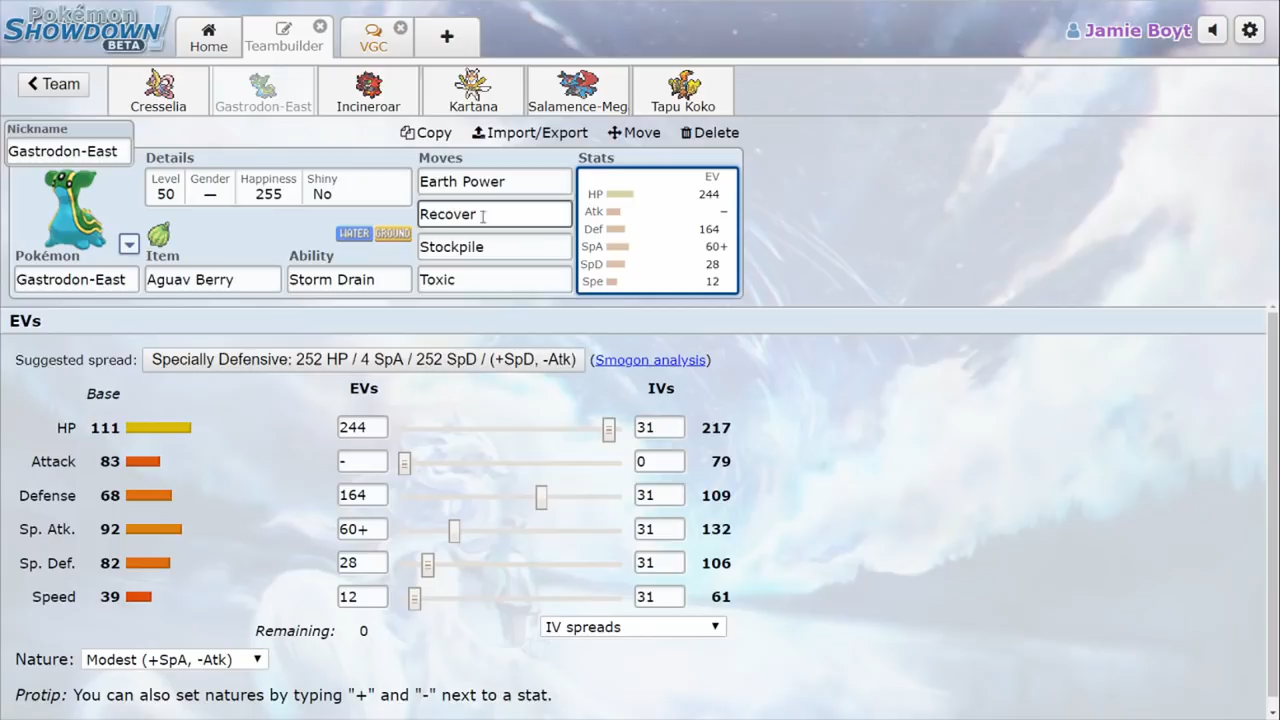 Pokémon
SHOWDOWN!
BETA
Home
Teambuilder
VGC
+
Jamie Boyt
Team
Cresselia
Gastrodon-East
Incineroar
Kartana
Salamence-Meg
Tapu Koko
Nickname
Gastrodon-East
Copy
Import/Export
Move
Delete
Details
Moves
Stats
Level
Gender
Happiness
Shiny
50
—
255
No
WATER
GROUND
Pokémon
Item
Ability
Gastrodon-East
Aguav Berry
Storm Drain
Earth Power
Recover
Stockpile
Toxic
EV
HP 244
Atk –
Def 164
SpA 60+
SpD 28
Spe 12
EVs
Suggested spread: Specially Defensive: 252 HP / 4 SpA / 252 SpD / (+SpD, -Atk) (Smogon analysis)
Base EVs IVs
HP 111 244 31 217
Attack 83 - 0 79
Defense 68 164 31 109
Sp. Atk. 92 60+ 31 132
Sp. Def. 82 28 31 106
Speed 39 12 31 61
Remaining: 0
IV spreads
Nature: Modest (+SpA, -Atk)
Protip: You can also set natures by typing "+" and "-" next to a stat.